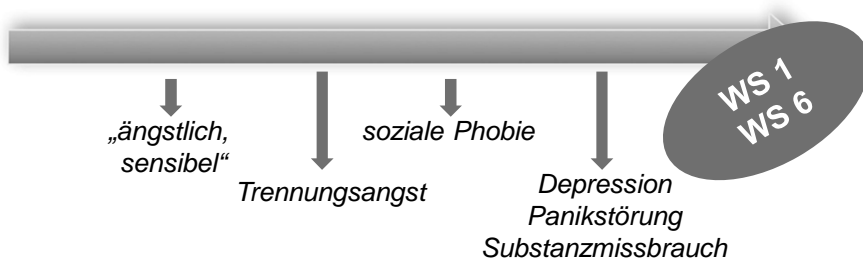 WS 1
WS 6
„ängstlich,
sensibel“
soziale Phobie
Trennungsangst
Depression
Panikstörung
Substanzmissbrauch